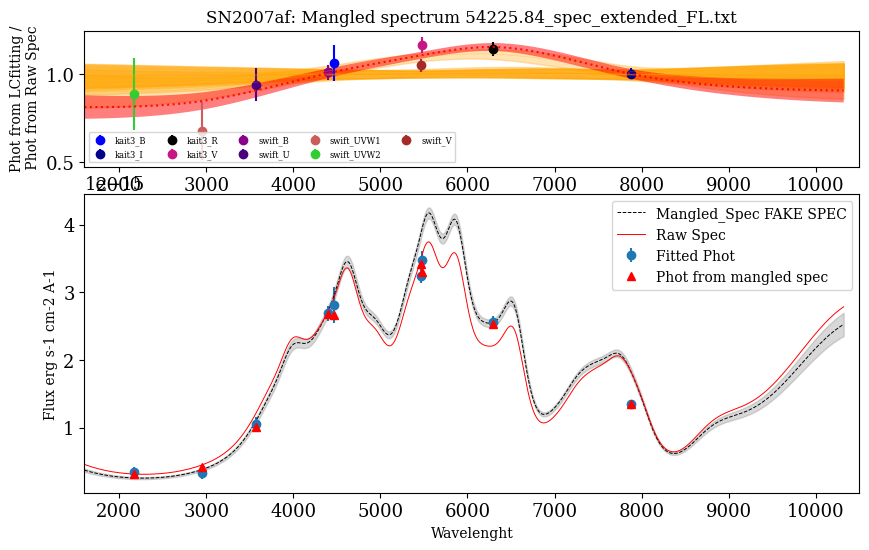 SN2007af: Mangled spectrum 54225.84_spec_extended_FL.txt
Phot from LCfitting /
Phot from Raw Spec
1.0
0.5
kait3_B kait3_R swift_B swift_UVW1 swift_V
kait3_I kait3_V swift_U swift_UVW2
2000 3000 4000 5000 6000 7000 8000 9000 10000
1e−15
Flux erg s-1 cm-2 A-1
4
3
2
1
Mangled_Spec FAKE SPEC
Raw Spec
Fitted Phot
Phot from mangled spec
2000 3000 4000 5000 6000 7000 8000 9000 10000
Wavelenght